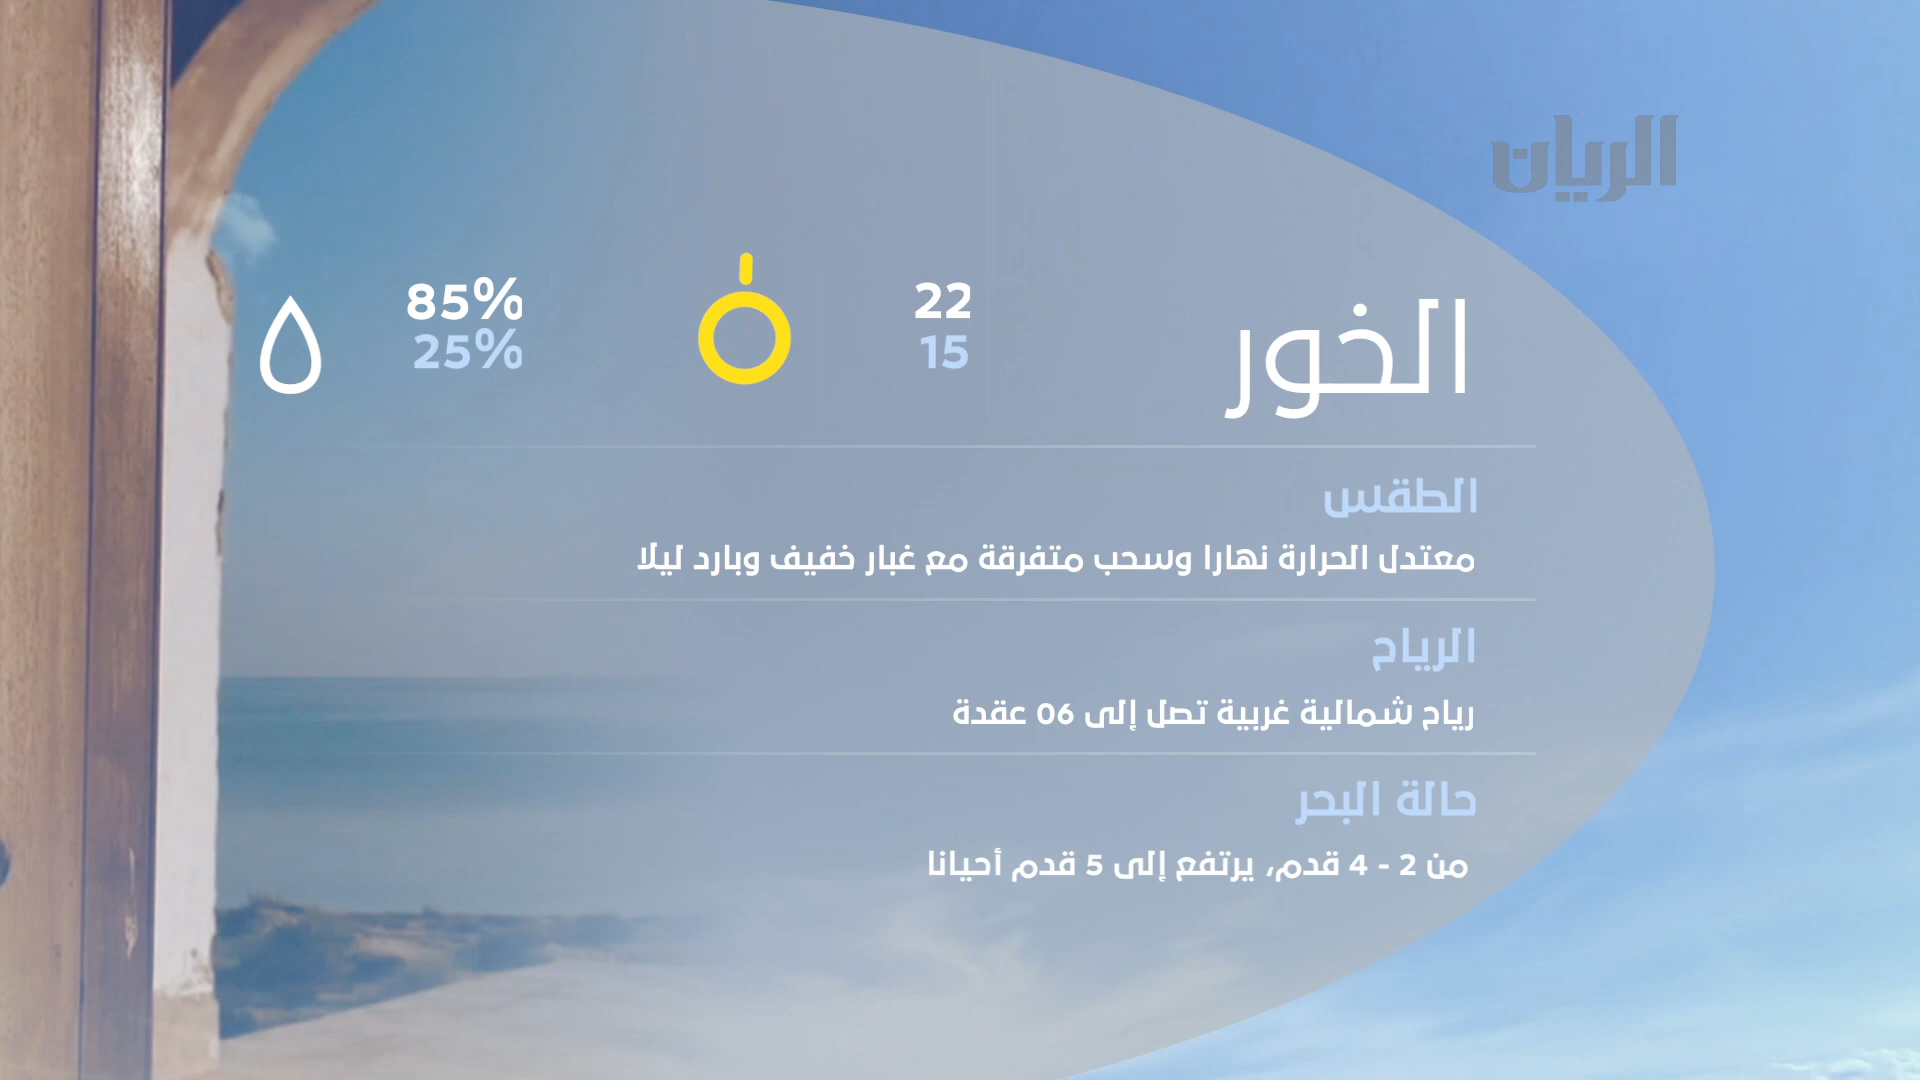 الريان
الخور
22
15
85%
25%
الطقس
معتدل الحرارة نهارا وسحب متفرقة مع غبار خفيف وبارد ليلا
الرياح
رياح شمالية غربية تصل إلى 06 عقدة
حالة البحر
من 2 - 4 قدم، يرتفع إلى 5 قدم أحيانا